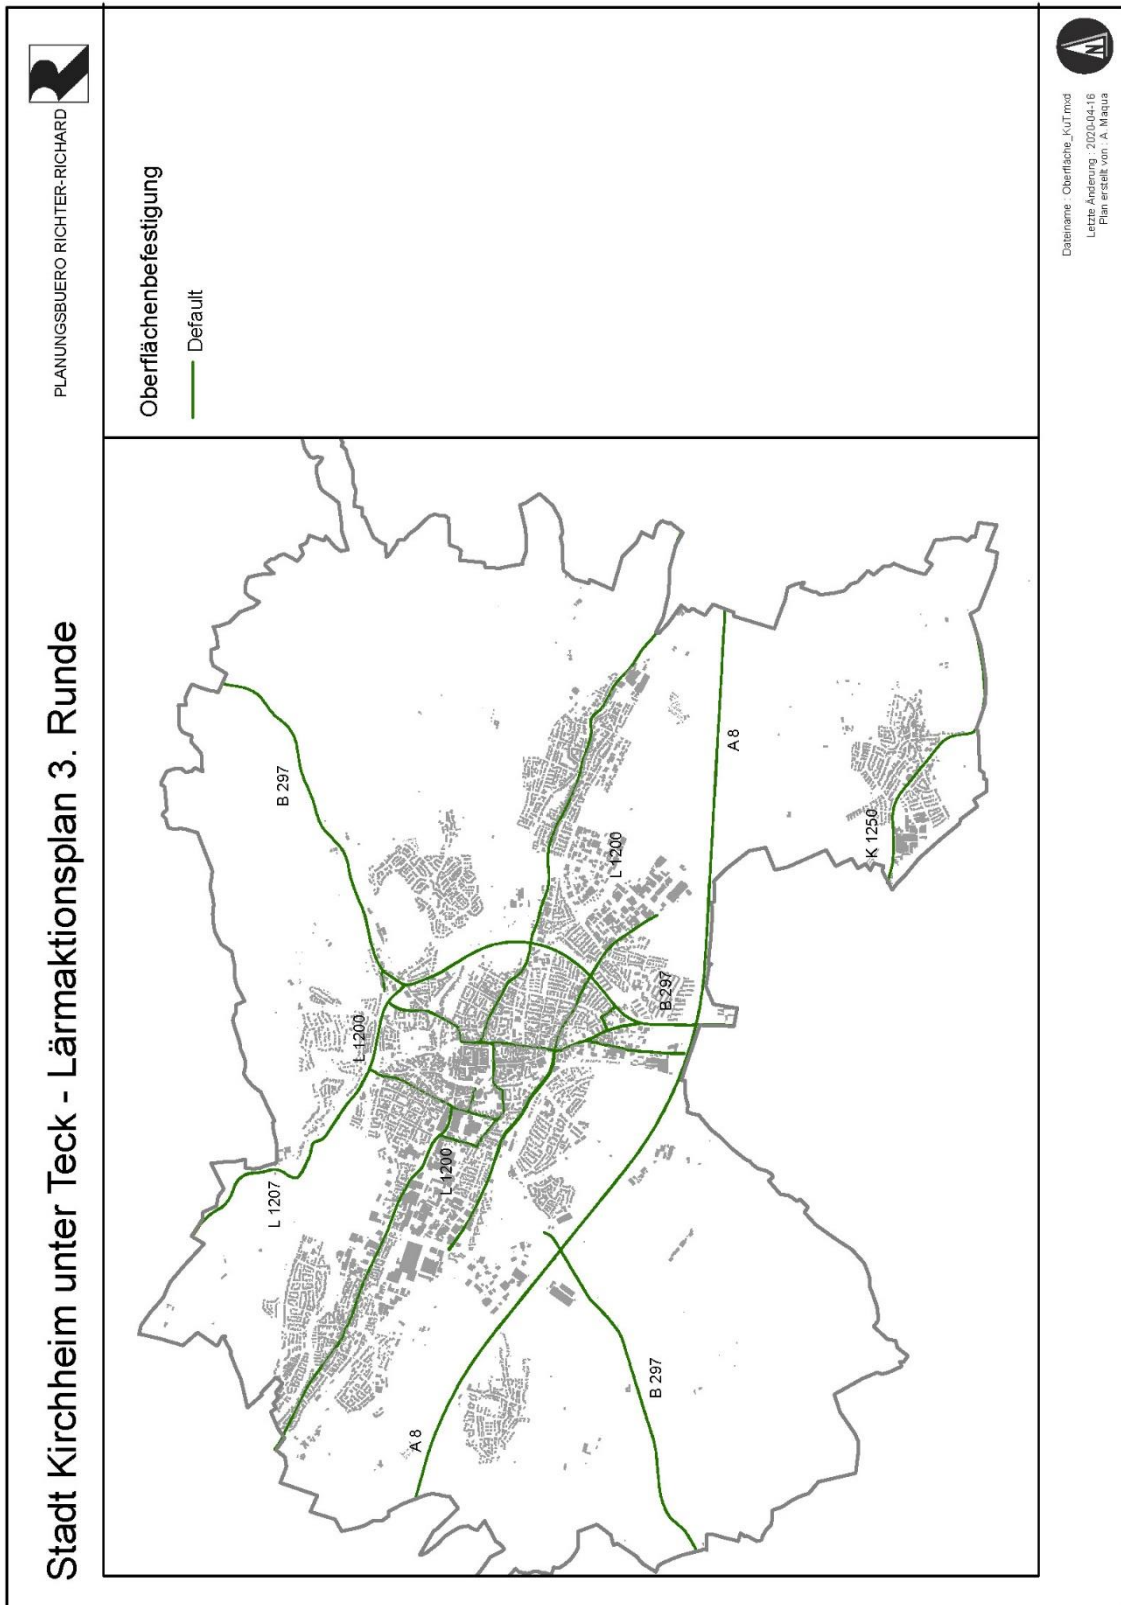 Stadt Kirchheim unter Teck - Lärmaktionsplan 3. Runde
PLANUNGSBUERO RICHTER-RICHARD
Oberflächenbefestigung
Default
L 1207
B 297
L 1200
A 8
L 1200
L 1200
B 297
B 297
A 8
K 1250
N
Dateiname : Oberfläche_KuT.mxd
Letzte Änderung : 2020-04-16
Plan erstellt von : A. Maqua